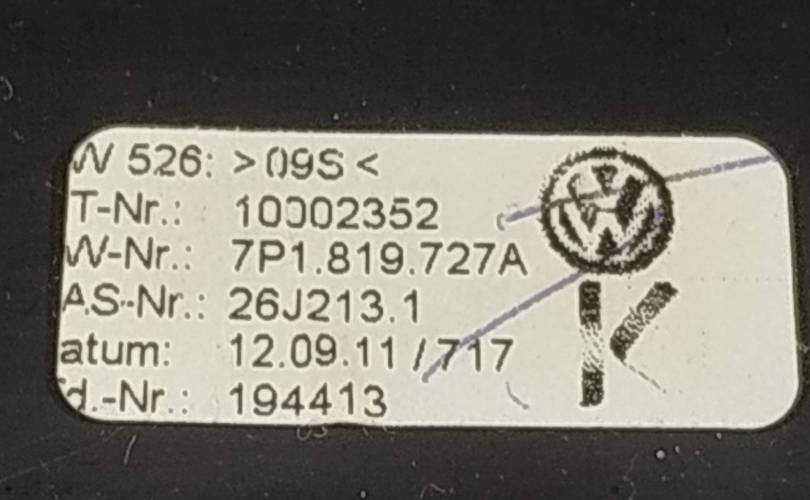 W 526: >09S<
T-Nr.: 10002352
W-Nr.: 7P1.819.727A
AS-Nr.: 26J213.1
atum: 12.09.11 / 717
d.-Nr.: 194413
K